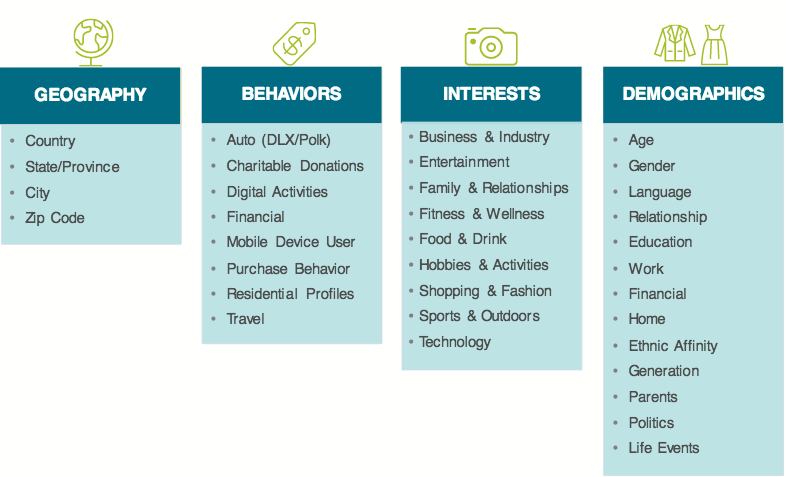 GEOGRAPHY
• Country
• State/Province
• City
• Zip Code
BEHAVIORS
• Auto (DLX/Polk)
• Charitable Donations
• Digital Activities
• Financial
• Mobile Device User
• Purchase Behavior
• Residential Profiles
• Travel
INTERESTS
• Business & Industry
• Entertainment
• Family & Relationships
• Fitness & Wellness
• Food & Drink
• Hobbies & Activities
• Shopping & Fashion
• Sports & Outdoors
• Technology
DEMOGRAPHICS
• Age
• Gender
• Language
• Relationship
• Education
• Work
• Financial
• Home
• Ethnic Affinity
• Generation
• Parents
• Politics
• Life Events